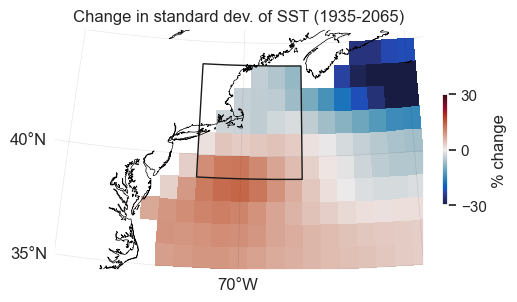 Change in standard dev. of SST (1935-2065)
40°N
35°N
70°W
30
0
−30
% change